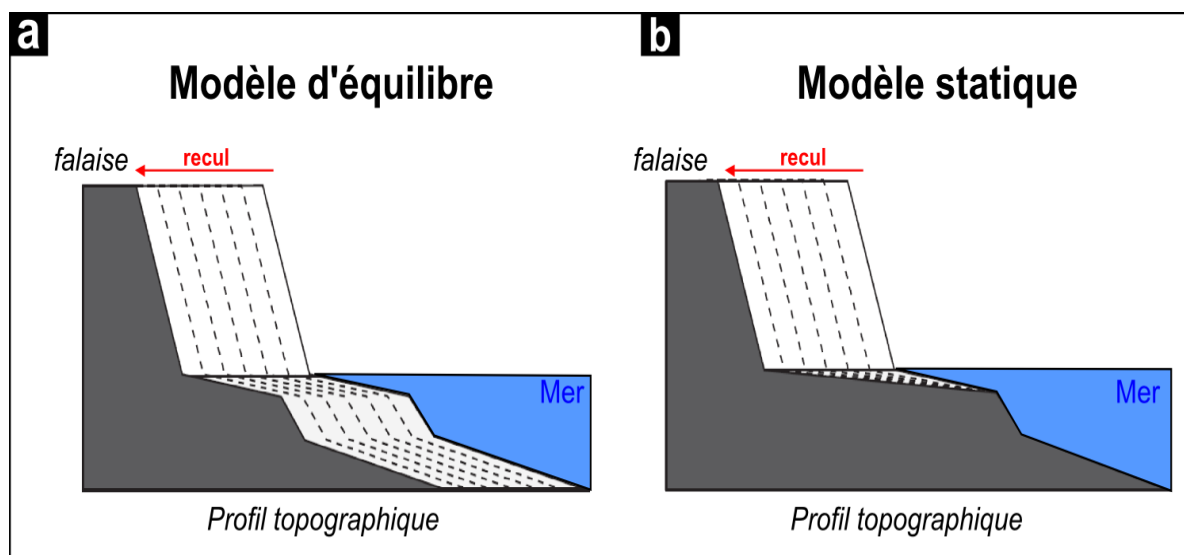 a
Modèle d'équilibre
falaise
recul
Mer
Profil topographique
b
Modèle statique
falaise
recul
Mer
Profil topographique